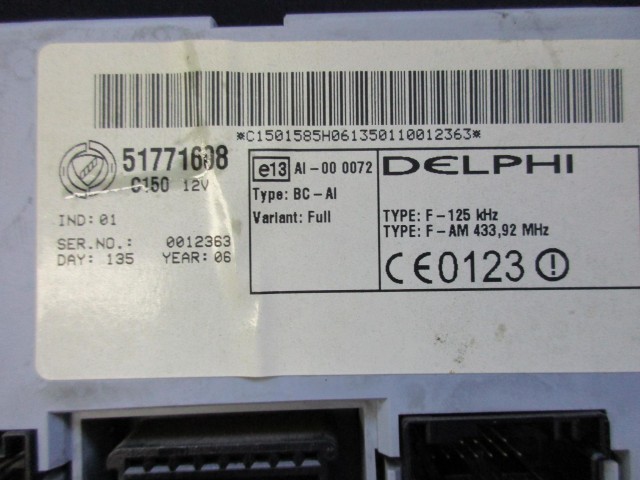 *C1501585H061350110012363*
51771608
C150 12V
IND: 01
SER.NO.: 0012363
DAY: 135 YEAR: 06
e13 AI-00 0072
Type: BC-AI
Variant: Full
DELPHI
TYPE: F-125 kHz
TYPE: F-AM 433,92 MHz
CE0123